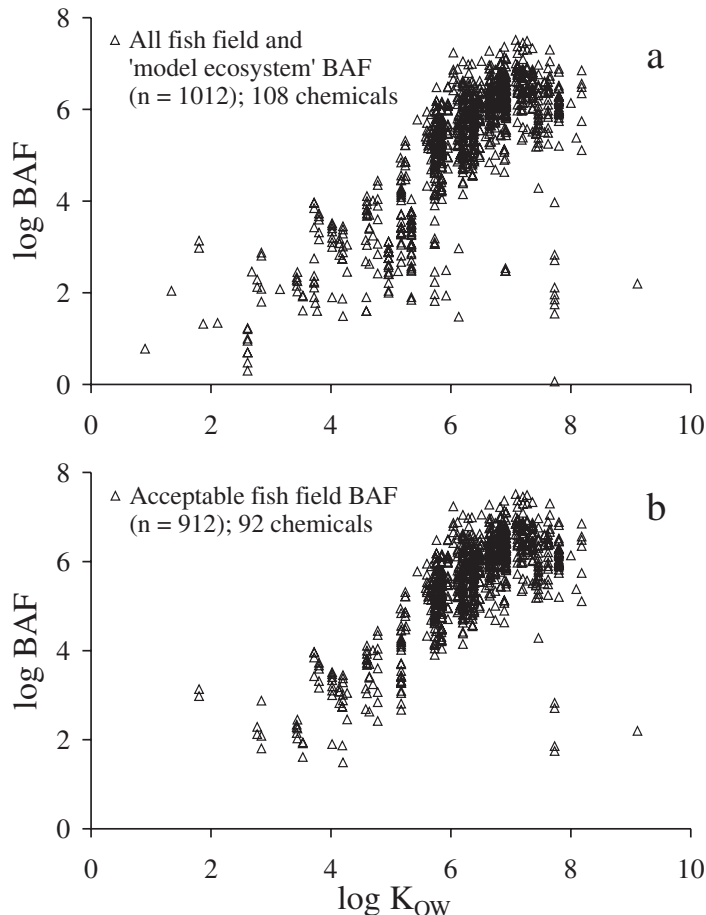 8
△ All fish field and
'model ecosystem' BAF
(n = 1012); 108 chemicals
a
6
4
2
0
log BAF
0 2 4 6 8 10
8
△ Acceptable fish field BAF
(n = 912); 92 chemicals
b
6
4
2
0
log BAF
0 2 4 6 8 10
log K_OW